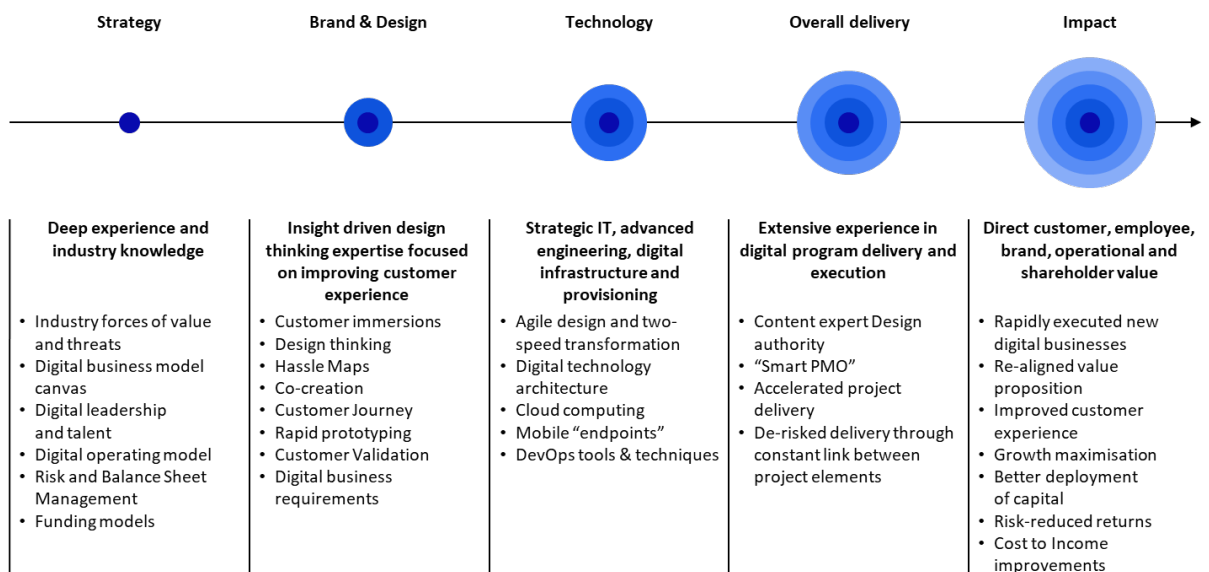 Strategy
Brand & Design
Technology
Overall delivery
Impact
Deep experience and
industry knowledge
• Industry forces of value
and threats
• Digital business model
canvas
• Digital leadership
and talent
• Digital operating model
• Risk and Balance Sheet
Management
• Funding models
Insight driven design
thinking expertise focused
on improving customer
experience
• Customer immersions
• Design thinking
• Hassle Maps
• Co-creation
• Customer Journey
• Rapid prototyping
• Customer Validation
• Digital business
requirements
Strategic IT, advanced
engineering, digital
infrastructure and
provisioning
• Agile design and two-
speed transformation
• Digital technology
architecture
• Cloud computing
• Mobile “endpoints”
• DevOps tools & techniques
Extensive experience in
digital program delivery and
execution
• Content expert Design
authority
• “Smart PMO”
• Accelerated project
delivery
• De-risked delivery through
constant link between
project elements
Direct customer, employee,
brand, operational and
shareholder value
• Rapidly executed new
digital businesses
• Re-aligned value
proposition
• Improved customer
experience
• Growth maximisation
• Better deployment
of capital
• Risk-reduced returns
• Cost to Income
improvements